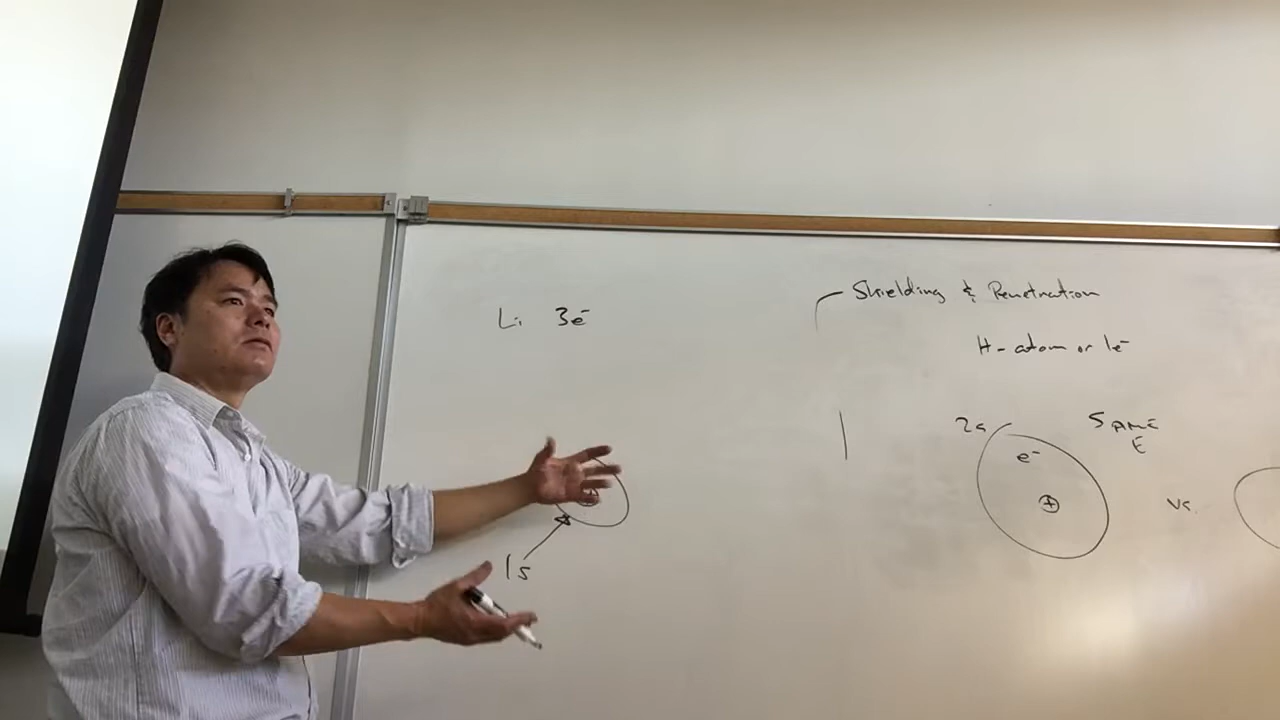 Li 3e⁻
1s
Shielding & Penetration
H-atom or 1e⁻
2s
SAME
E
e⁻
+
vs.